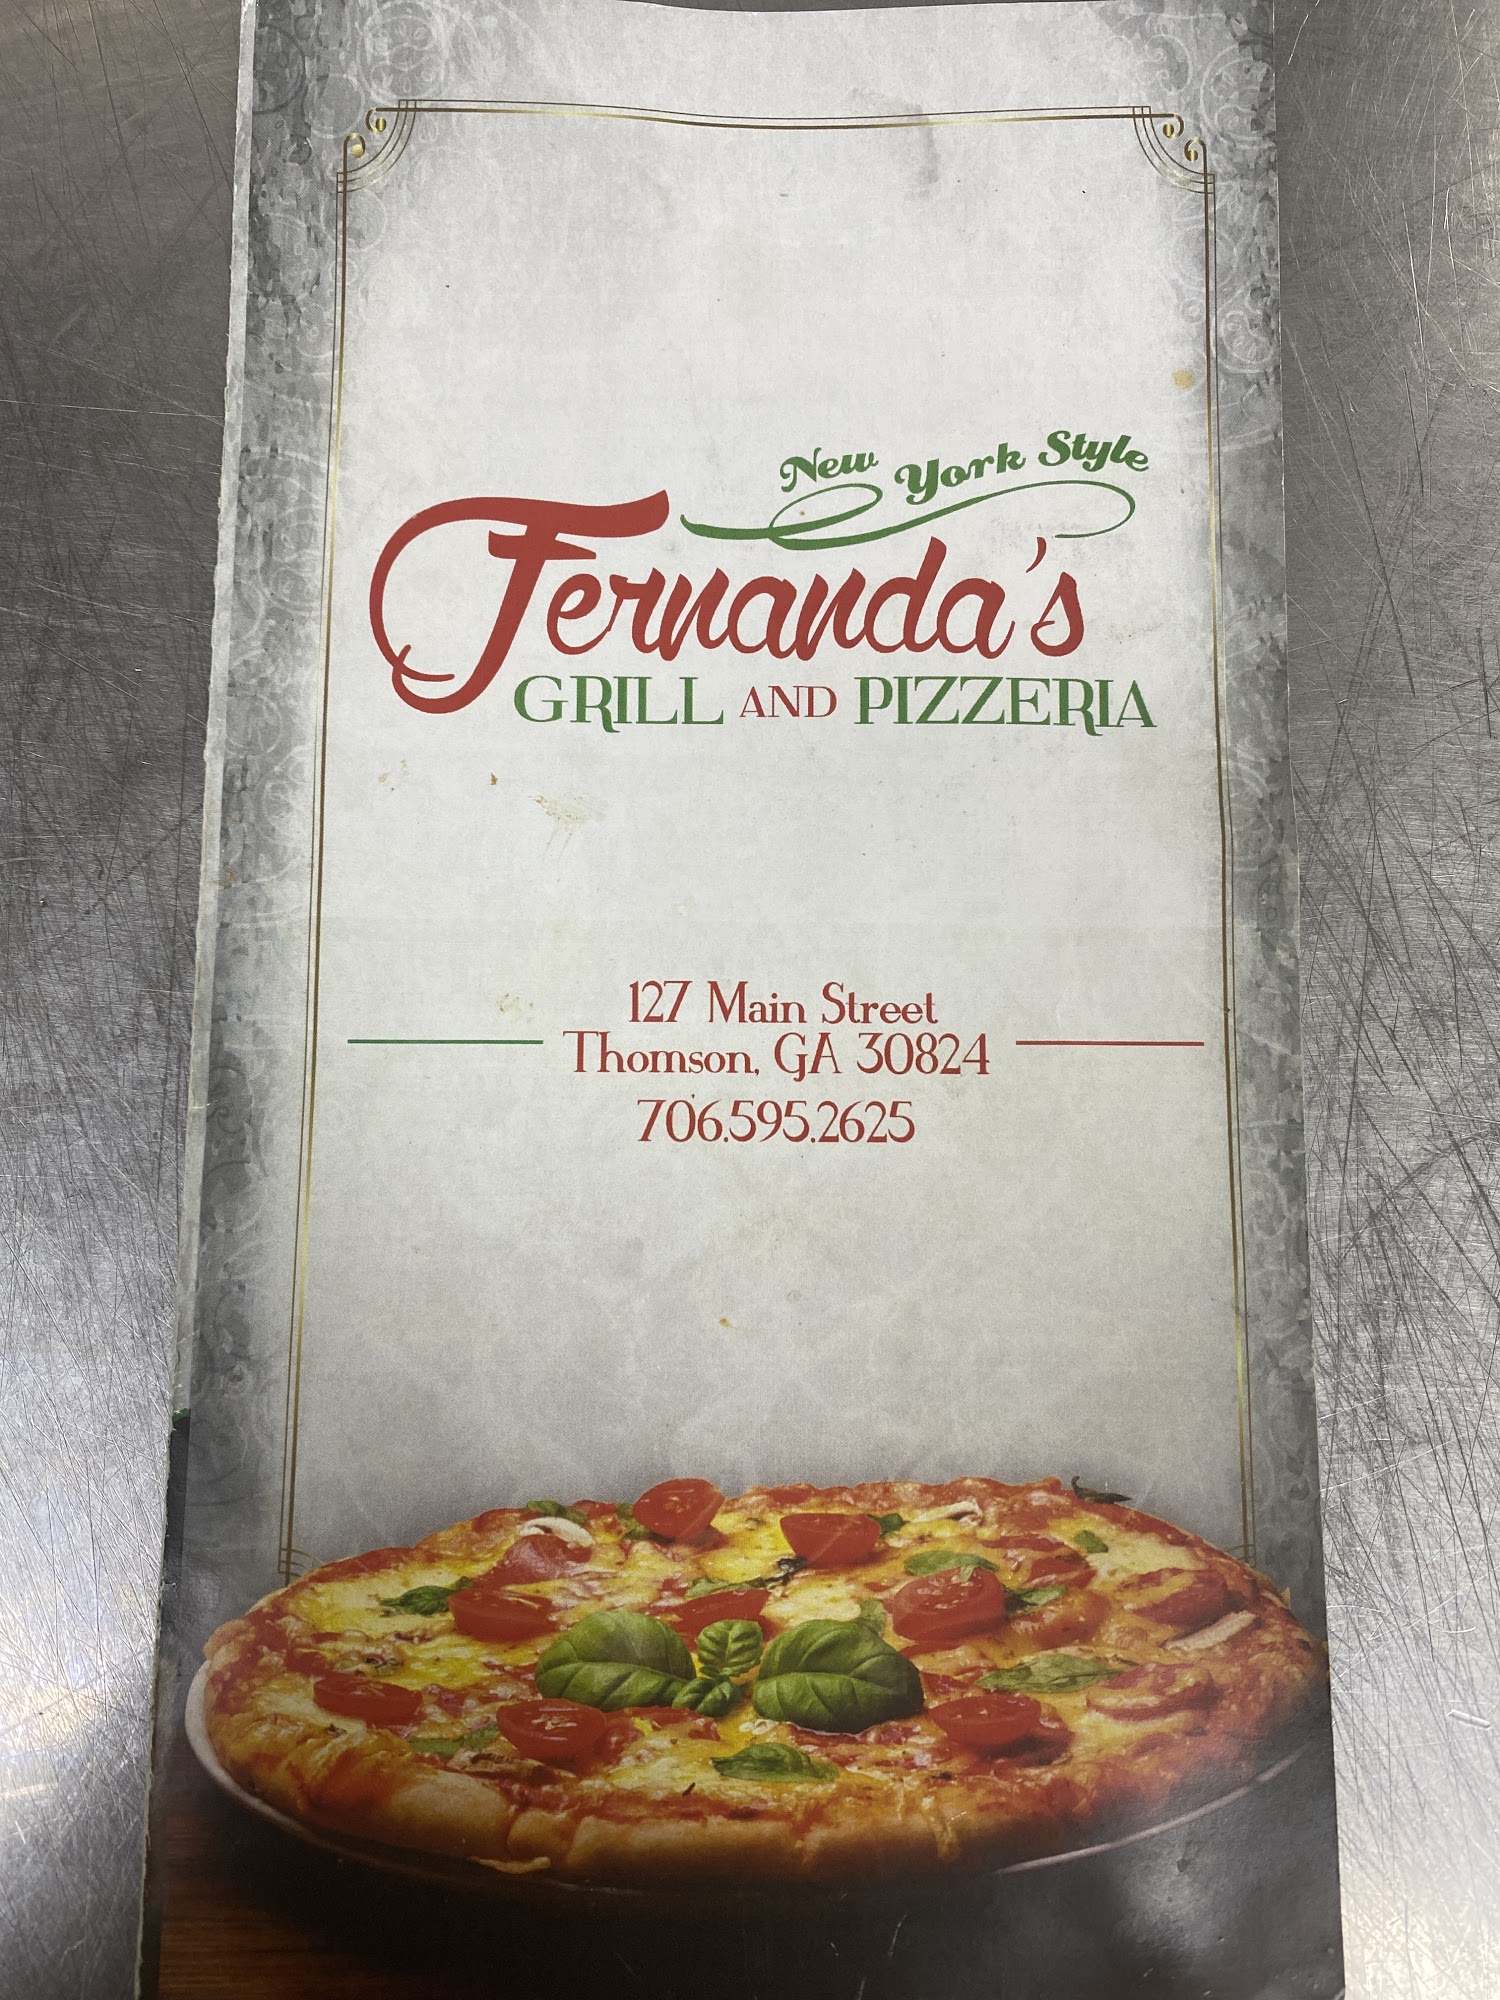 New York Style
Fernanda's
GRILL AND PIZZERIA
127 Main Street
Thomson, GA 30824
706.595.2625